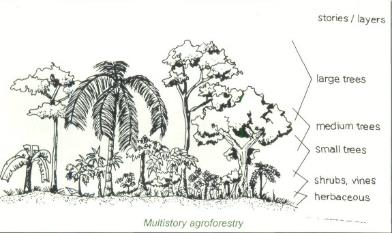 stories / layers
large trees
medium trees
small trees
shrubs, vines
herbaceous
Multistory agroforestry